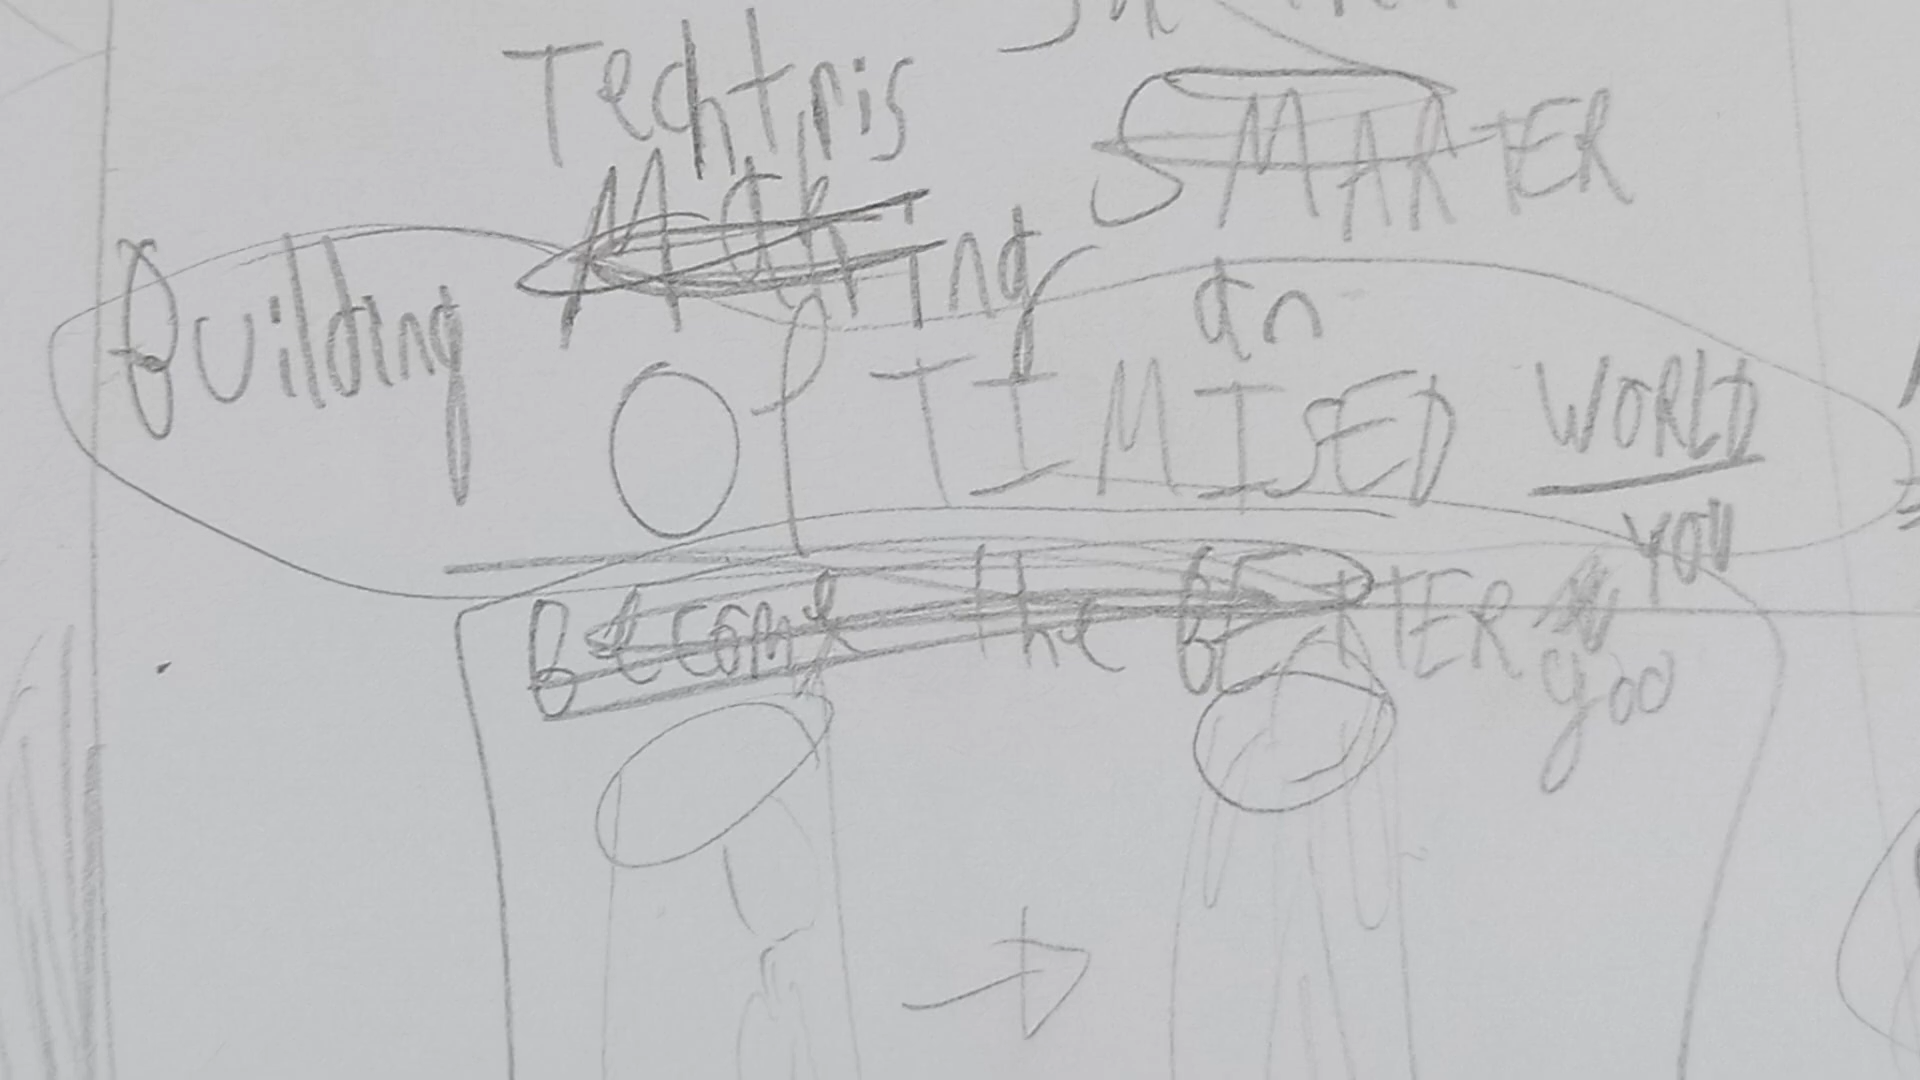 Techtris
SMARTER
Making
Building
an
OPTIMISED WORLD
YOU
Become the BETTER
you